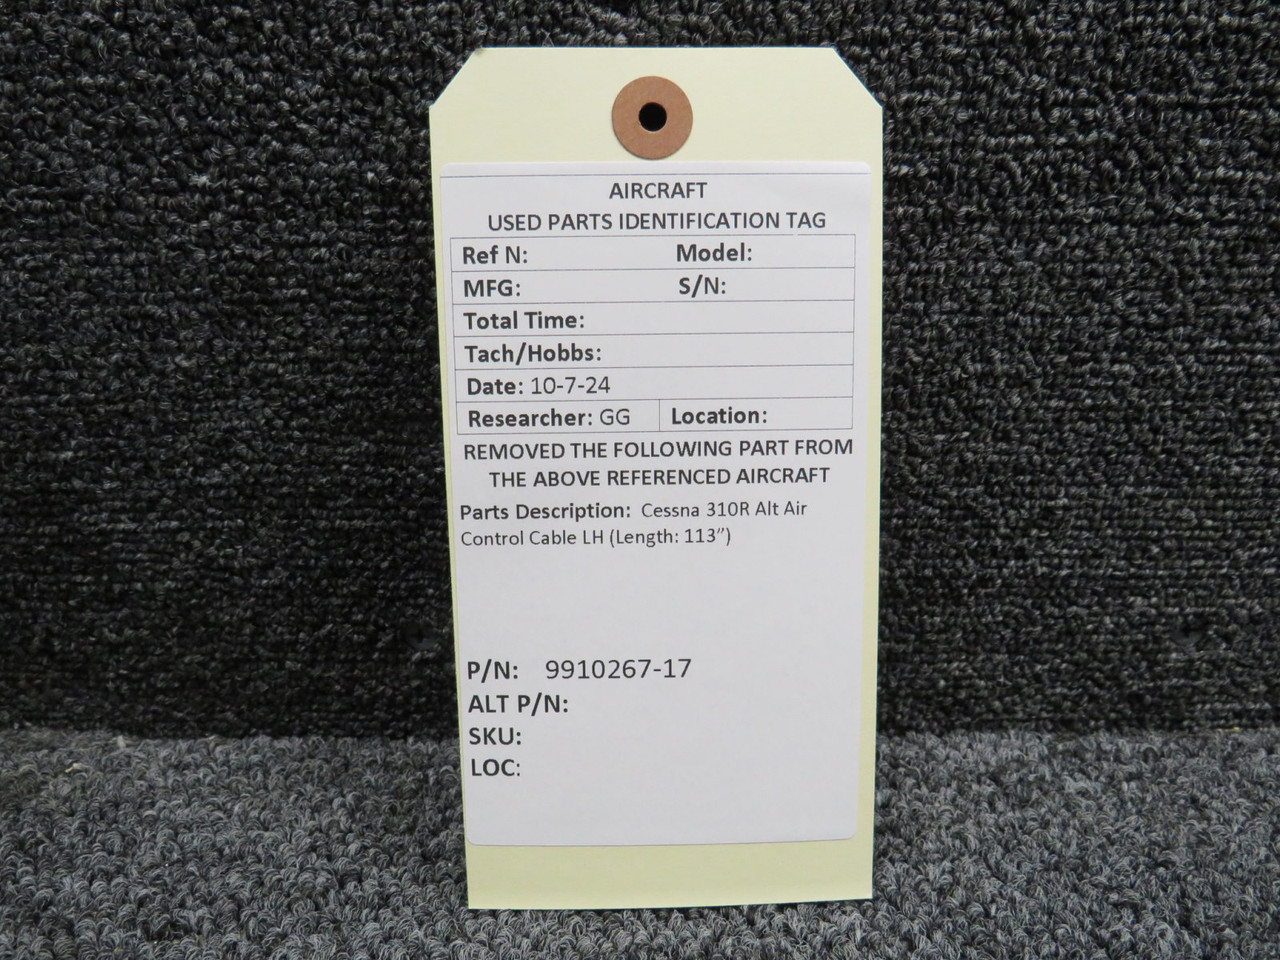 AIRCRAFT
USED PARTS IDENTIFICATION TAG
Ref N: Model:
MFG: S/N:
Total Time:
Tach/Hobbs:
Date: 10-7-24
Researcher: GG Location:
REMOVED THE FOLLOWING PART FROM
THE ABOVE REFERENCED AIRCRAFT
Parts Description: Cessna 310R Alt Air
Control Cable LH (Length: 113″)
P/N: 9910267-17
ALT P/N:
SKU:
LOC: